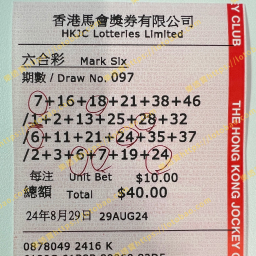 香港馬會獎券有限公司
HKJC Lotteries Limited
六合彩 Mark Six
期數 / Draw No. 097
7+16+18+21+38+46
/1+2+13+25+28+32
/6+11+21+24+35+37
/2+3+6+7+19+24
每注 Unit Bet $10.00
總額 Total $40.00
24年8月29日 29AUG24
0878049 2416 K
EY CLUB
THE HONG KONG JOCKEY C